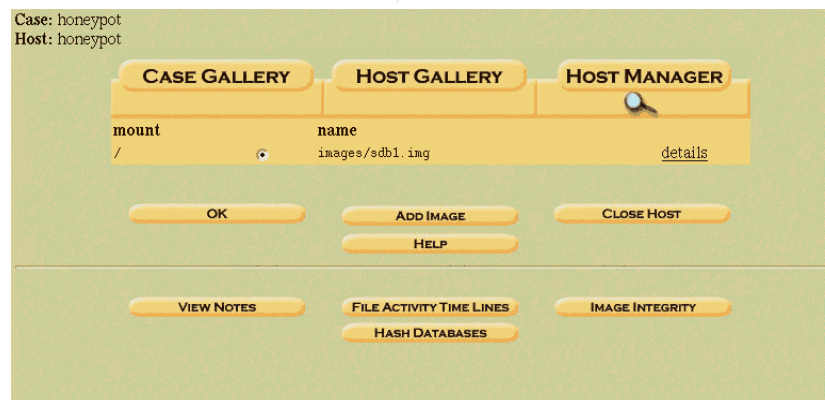 Case: honeypot
Host: honeypot
CASE GALLERY HOST GALLERY HOST MANAGER
mount name
/ images/sdb1.img details
OK ADD IMAGE CLOSE HOST
HELP
VIEW NOTES FILE ACTIVITY TIME LINES IMAGE INTEGRITY
HASH DATABASES